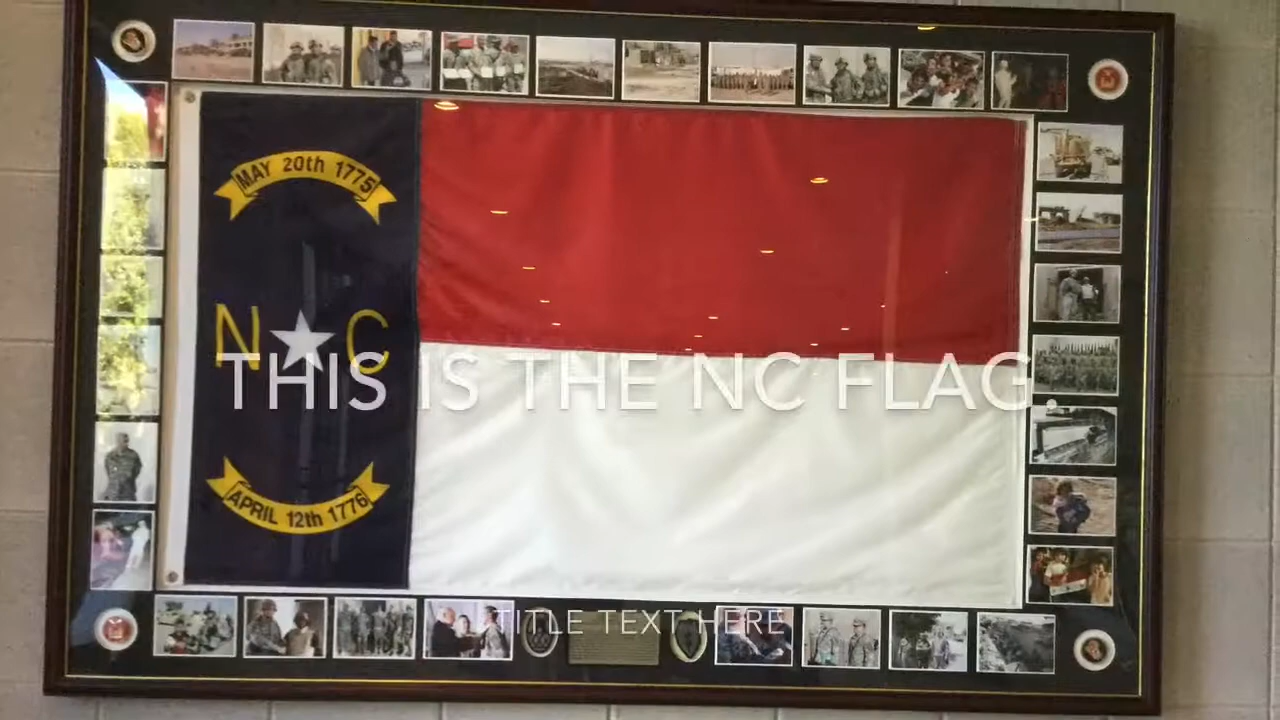 MAY 20th 1775
N C
THIS IS THE NC FLAG.
APRIL 12th 1776
TITLE TEXT HERE